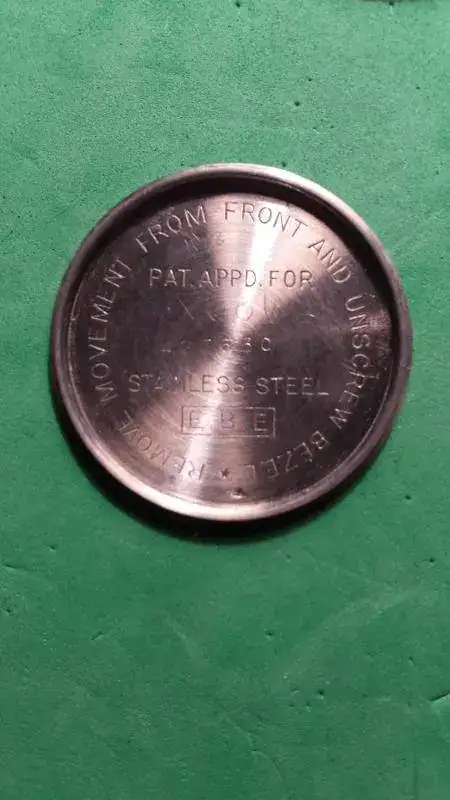 REMOVE MOVEMENT FROM FRONT AND UNSCREW BEZEL
PAT. APPD. FOR
STAINLESS STEEL
E B E